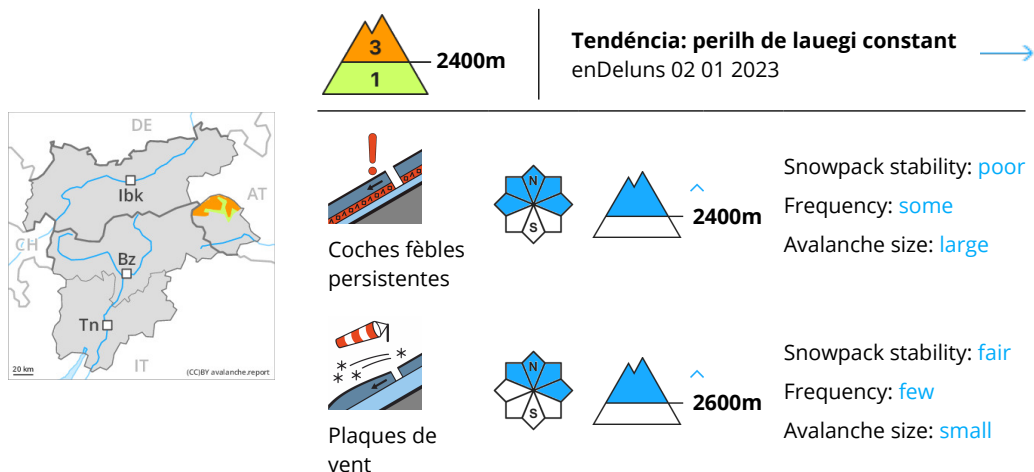 3
1
2400m
Tendéncia: perilh de lauegi constant
enDeluns 02 01 2023
DE
AT
Ibk
CH
Bz
Tn
IT
20 km
(CC)BY avalanche.report
N
S
2400m
Snowpack stability: poor
Frequency: some
Avalanche size: large
Coches fèbles
persistentes
N
S
2600m
Snowpack stability: fair
Frequency: few
Avalanche size: small
Plaques de
vent